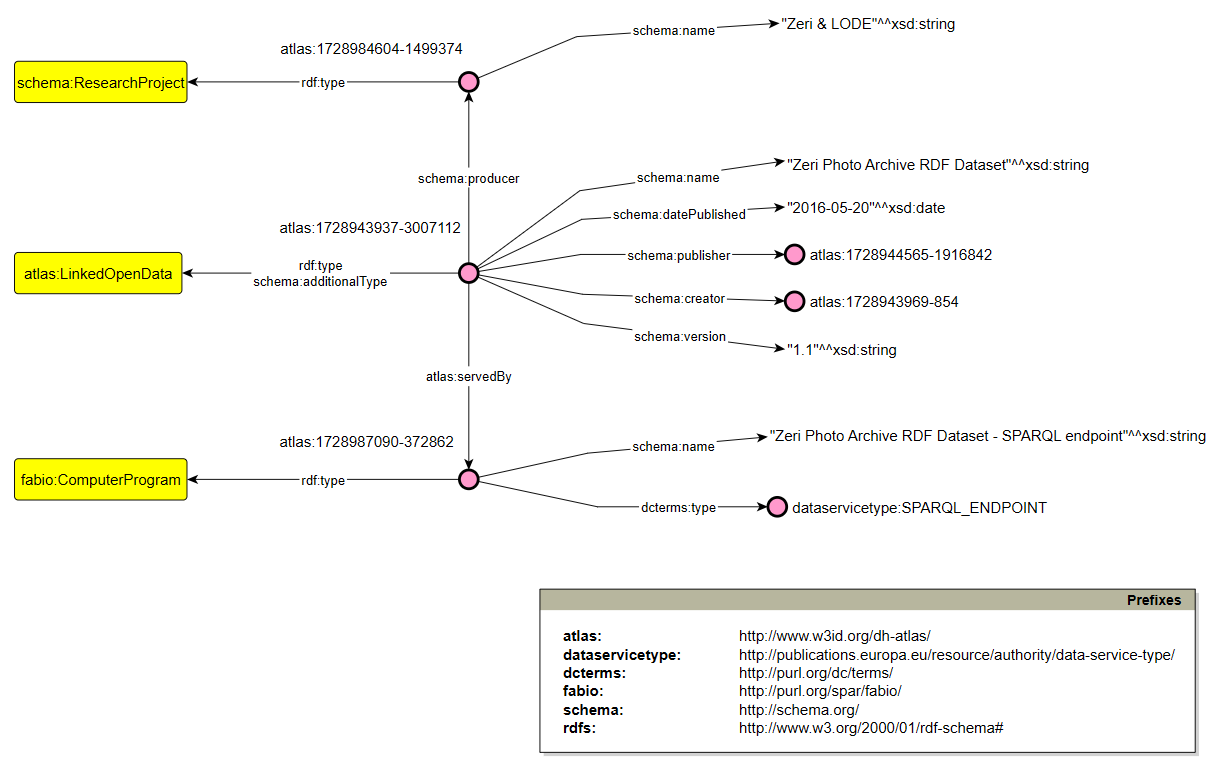 "Zeri & LODE"^^xsd:string
schema:name
atlas:1728984604-1499374
schema:ResearchProject
rdf:type
schema:producer
"Zeri Photo Archive RDF Dataset"^^xsd:string
schema:name
"2016-05-20"^^xsd:date
schema:datePublished
atlas:1728943937-3007112
schema:publisher
atlas:1728944565-1916842
atlas:LinkedOpenData
rdf:type
schema:additionalType
schema:creator
atlas:1728943969-854
schema:version
"1.1"^^xsd:string
atlas:servedBy
atlas:1728987090-372862
schema:name
"Zeri Photo Archive RDF Dataset - SPARQL endpoint"^^xsd:string
fabio:ComputerProgram
rdf:type
dcterms:type
dataservicetype:SPARQL_ENDPOINT
Prefixes
atlas: http://www.w3id.org/dh-atlas/
dataservicetype: http://publications.europa.eu/resource/authority/data-service-type/
dcterms: http://purl.org/dc/terms/
fabio: http://purl.org/spar/fabio/
schema: http://schema.org/
rdfs: http://www.w3.org/2000/01/rdf-schema#